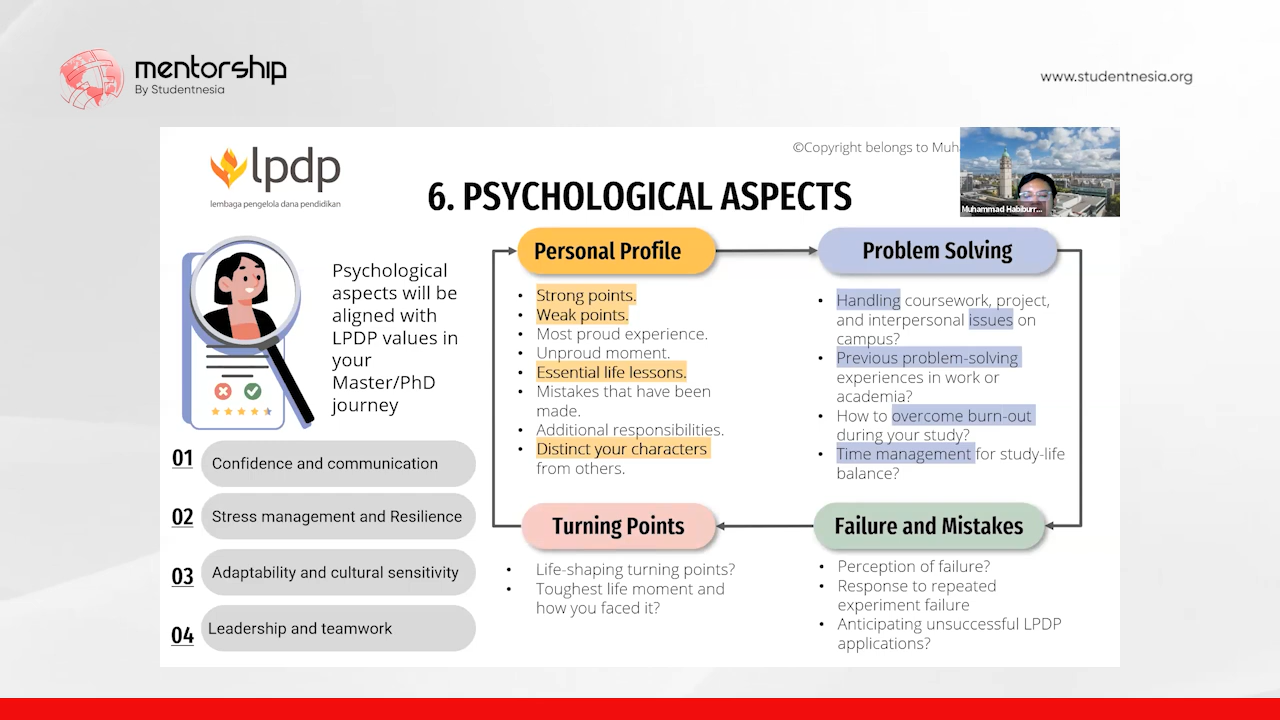 mentorship
By Studentnesia
www.studentnesia.org
lpdp
lembaga pengelola dana pendidikan
©Copyright belongs to Muh
6. PSYCHOLOGICAL ASPECTS
Muhammad Habiburr...
Psychological
aspects will be
aligned with
LPDP values in
your
Master/PhD
journey
01 Confidence and communication
02 Stress management and Resilience
03 Adaptability and cultural sensitivity
04 Leadership and teamwork
Personal Profile
• Strong points.
• Weak points.
• Most proud experience.
• Unproud moment.
• Essential life lessons.
• Mistakes that have been
made.
• Additional responsibilities.
• Distinct your characters
from others.
Problem Solving
• Handling coursework, project,
and interpersonal issues on
campus?
• Previous problem-solving
experiences in work or
academia?
• How to overcome burn-out
during your study?
• Time management for study-life
balance?
Turning Points
• Life-shaping turning points?
• Toughest life moment and
how you faced it?
Failure and Mistakes
• Perception of failure?
• Response to repeated
experiment failure
• Anticipating unsuccessful LPDP
applications?